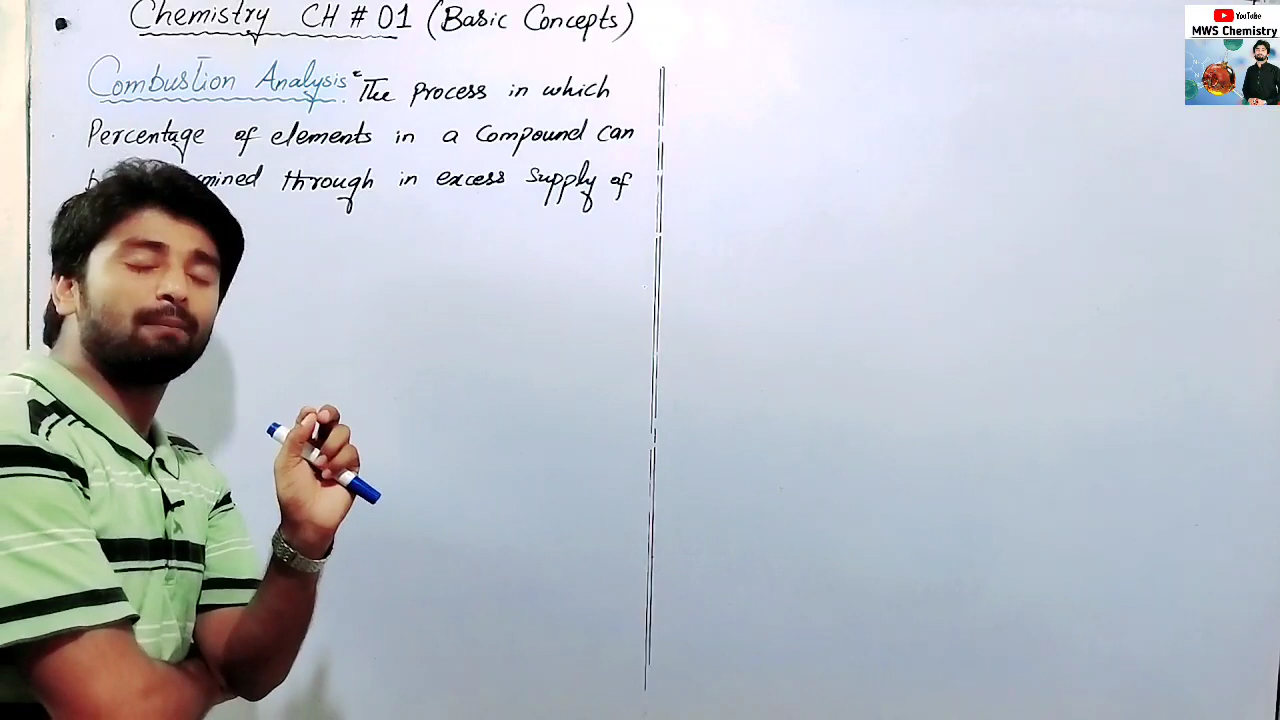 Chemistry CH # 01 (Basic Concepts)
Combustion Analysis: The process in which
Percentage of elements in a Compound can
through in excess supply of
YouTube
MWS Chemistry